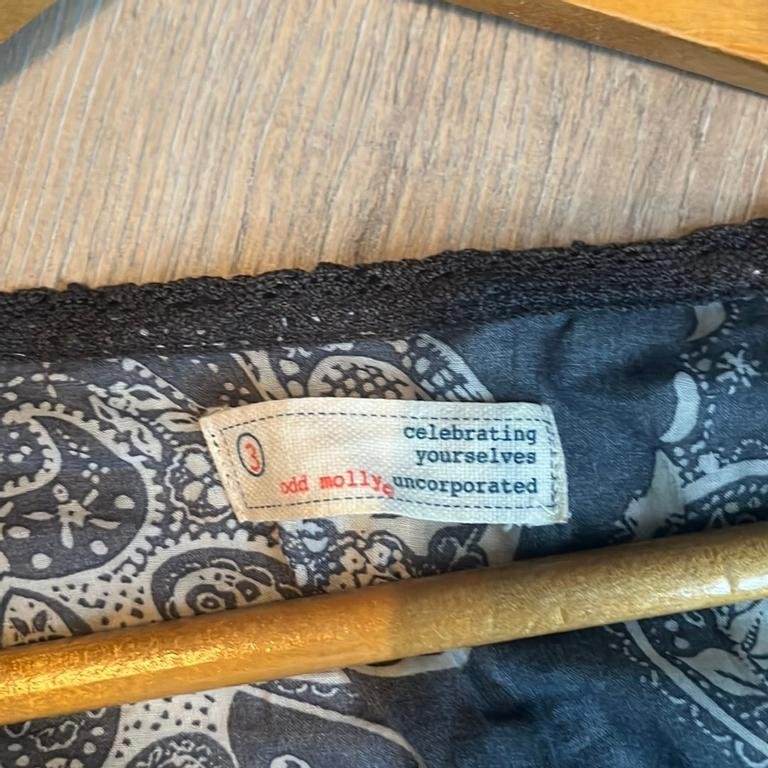 3
celebrating
yourselves
odd molly uncorporated